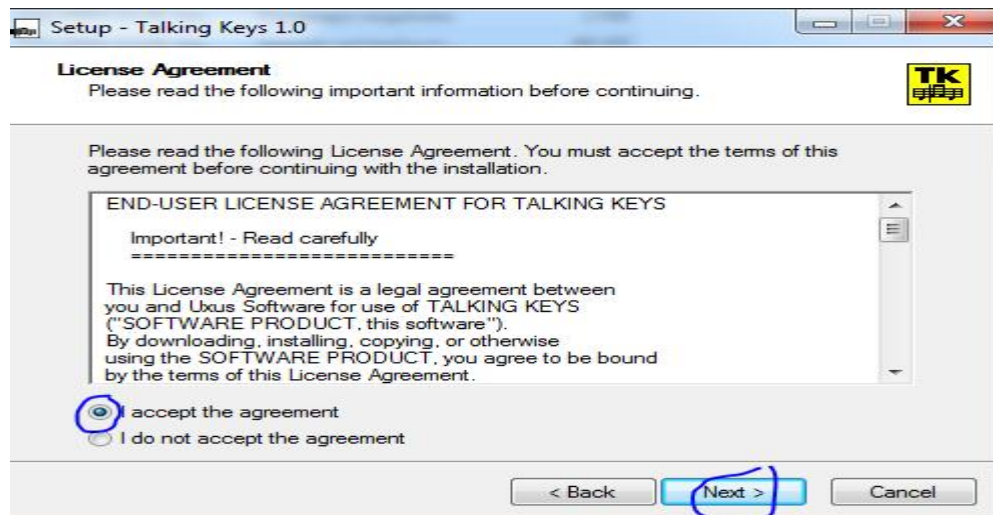 Setup - Talking Keys 1.0
License Agreement
Please read the following important information before continuing.
TK
Please read the following License Agreement. You must accept the terms of this
agreement before continuing with the installation.
END-USER LICENSE AGREEMENT FOR TALKING KEYS
Important! - Read carefully
===========================
This License Agreement is a legal agreement between
you and Uxus Software for use of TALKING KEYS
("SOFTWARE PRODUCT, this software").
By downloading, installing, copying, or otherwise
using the SOFTWARE PRODUCT, you agree to be bound
by the terms of this License Agreement.
I accept the agreement
I do not accept the agreement
< Back Next > Cancel